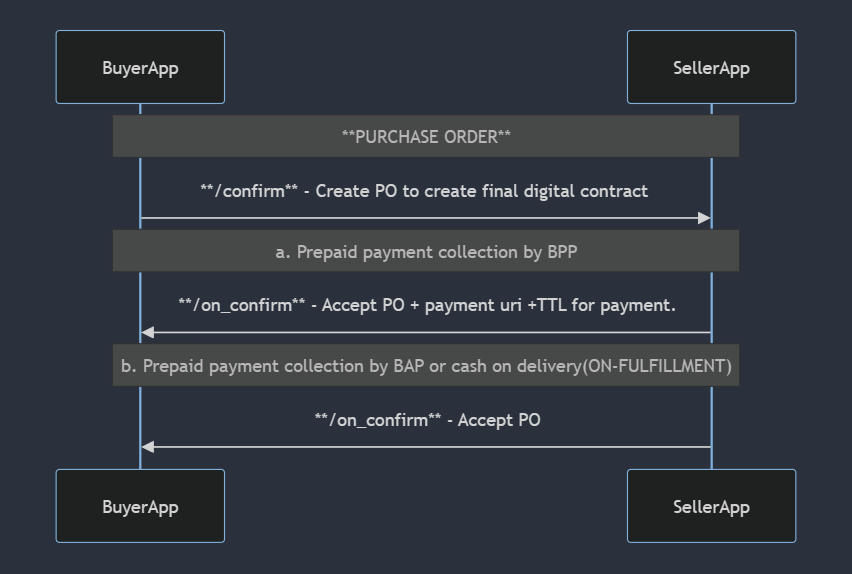 BuyerApp
SellerApp
**PURCHASE ORDER**
**/confirm** - Create PO to create final digital contract
a. Prepaid payment collection by BPP
**/on_confirm** - Accept PO + payment uri +TTL for payment.
b. Prepaid payment collection by BAP or cash on delivery(ON-FULFILLMENT)
**/on_confirm** - Accept PO
BuyerApp
SellerApp